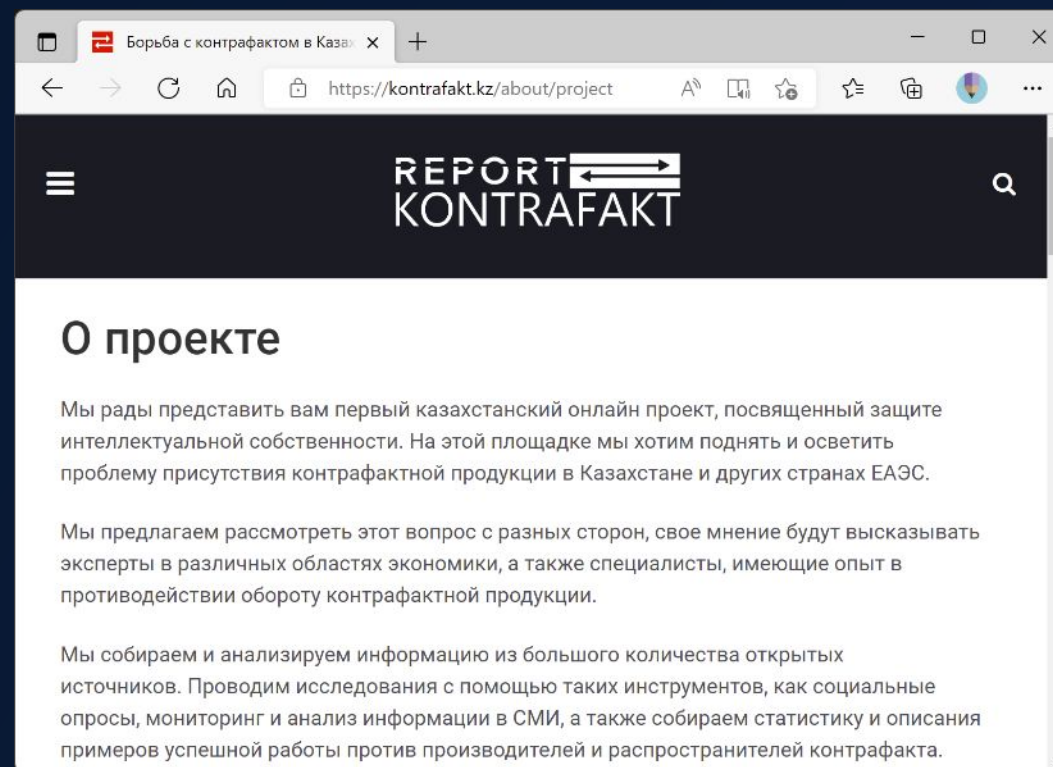 Борьба с контрафактом в Казах
https://kontrafakt.kz/about/project
REPORT
KONTRAFAKT
О проекте
Мы рады представить вам первый казахстанский онлайн проект, посвященный защите
интеллектуальной собственности. На этой площадке мы хотим поднять и осветить
проблему присутствия контрафактной продукции в Казахстане и других странах ЕАЭС.
Мы предлагаем рассмотреть этот вопрос с разных сторон, свое мнение будут высказывать
эксперты в различных областях экономики, а также специалисты, имеющие опыт в
противодействии обороту контрафактной продукции.
Мы собираем и анализируем информацию из большого количества открытых
источников. Проводим исследования с помощью таких инструментов, как социальные
опросы, мониторинг и анализ информации в СМИ, а также собираем статистику и описания
примеров успешной работы против производителей и распространителей контрафакта.